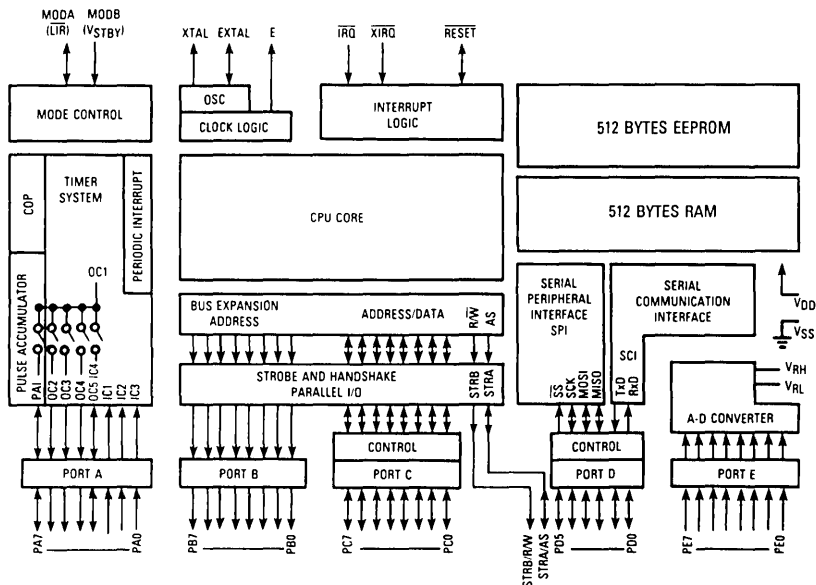 MODA MODB
(LIR) (VSTBY)
XTAL EXTAL E
IRQ XIRQ RESET
MODE CONTROL
OSC
CLOCK LOGIC
INTERRUPT
LOGIC
512 BYTES EEPROM
COP
TIMER
SYSTEM
PERIODIC INTERRUPT
CPU CORE
512 BYTES RAM
PULSE ACCUMULATOR
OC1
BUS EXPANSION
ADDRESS
ADDRESS/DATA
R/W
AS
SERIAL
PERIPHERAL
INTERFACE
SPI
SERIAL
COMMUNICATION
INTERFACE
SCI
VDD
VSS
PAI
OC2
OC3
OC4
OC5 IC4
IC1
IC2
IC3
STROBE AND HANDSHAKE
PARALLEL I/O
STRB
STRA
SS
SCK
MOSI
MISO
TxD
RxD
VRH
VRL
A-D CONVERTER
CONTROL
CONTROL
PORT A
PORT B
PORT C
PORT D
PORT E
PA7
PA0
PB7
PB0
PC7
PC0
STRB/R/W
STRA/AS
PD5
PD0
PE7
PE0